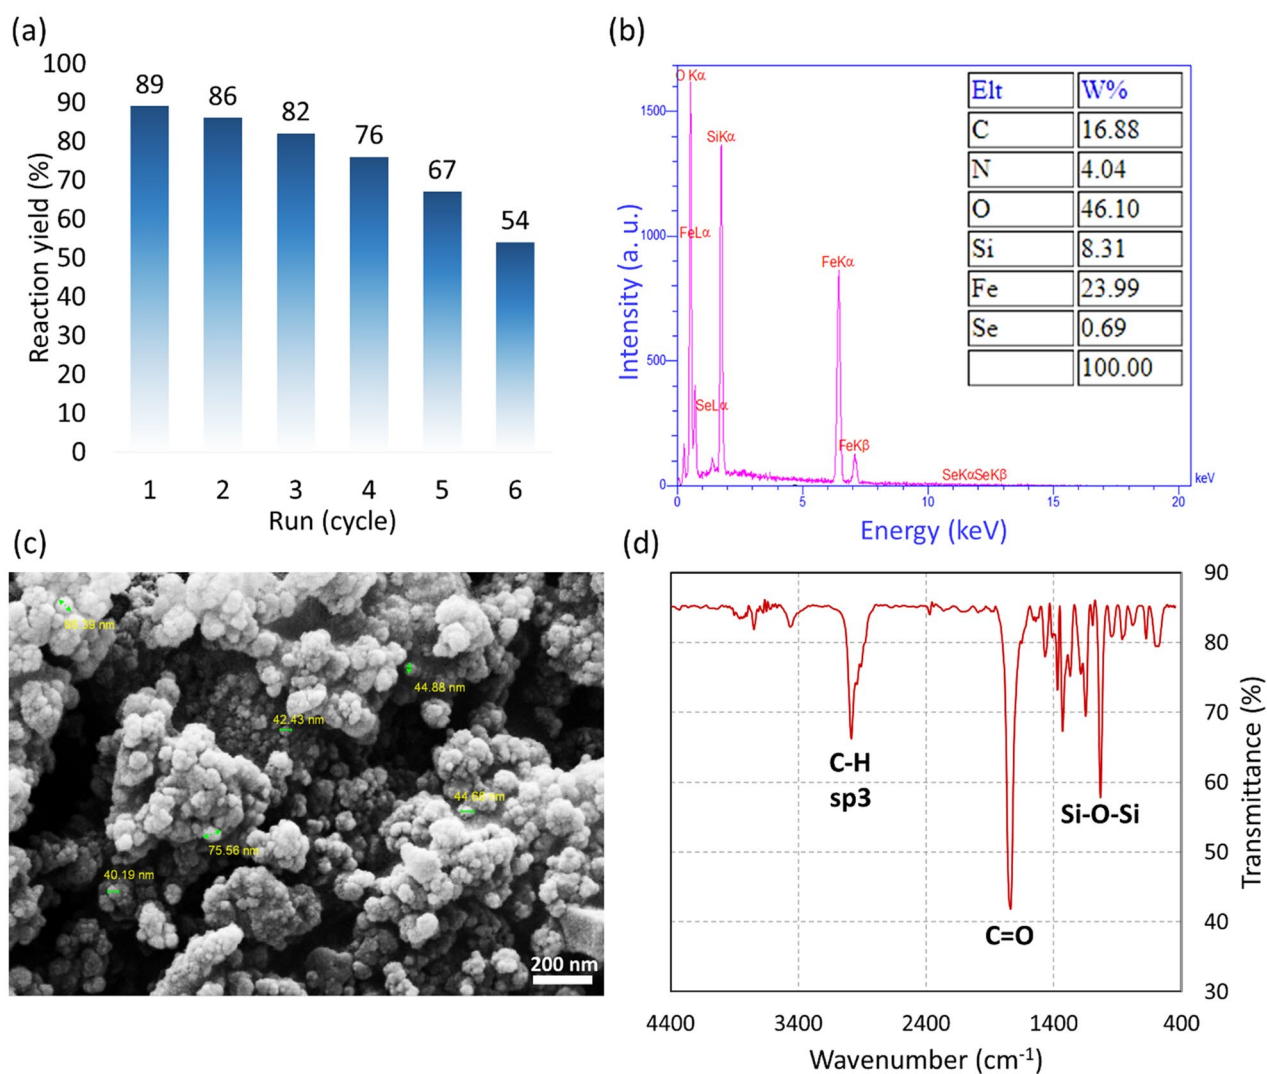 (a)
Reaction yield (%)
100
90
80
70
60
50
40
30
20
10
0
89
86
82
76
67
54
1 2 3 4 5 6
Run (cycle)
(b)
Intensity (a. u.)
1500
1000
500
0
O Kα
SiKα
FeLα
SeLα
FeKα
FeKβ
SeKα SeKβ
keV
0 5 10 15 20
Energy (keV)
Elt W%
C 16.88
N 4.04
O 46.10
Si 8.31
Fe 23.99
Se 0.69
100.00
(c)
44.88 nm
42.43 nm
44.68 nm
75.56 nm
40.19 nm
200 nm
(d)
90
80
70
60
50
40
30
Transmittance (%)
C-H
sp3
Si-O-Si
C=O
4400 3400 2400 1400 400
Wavenumber (cm⁻¹)